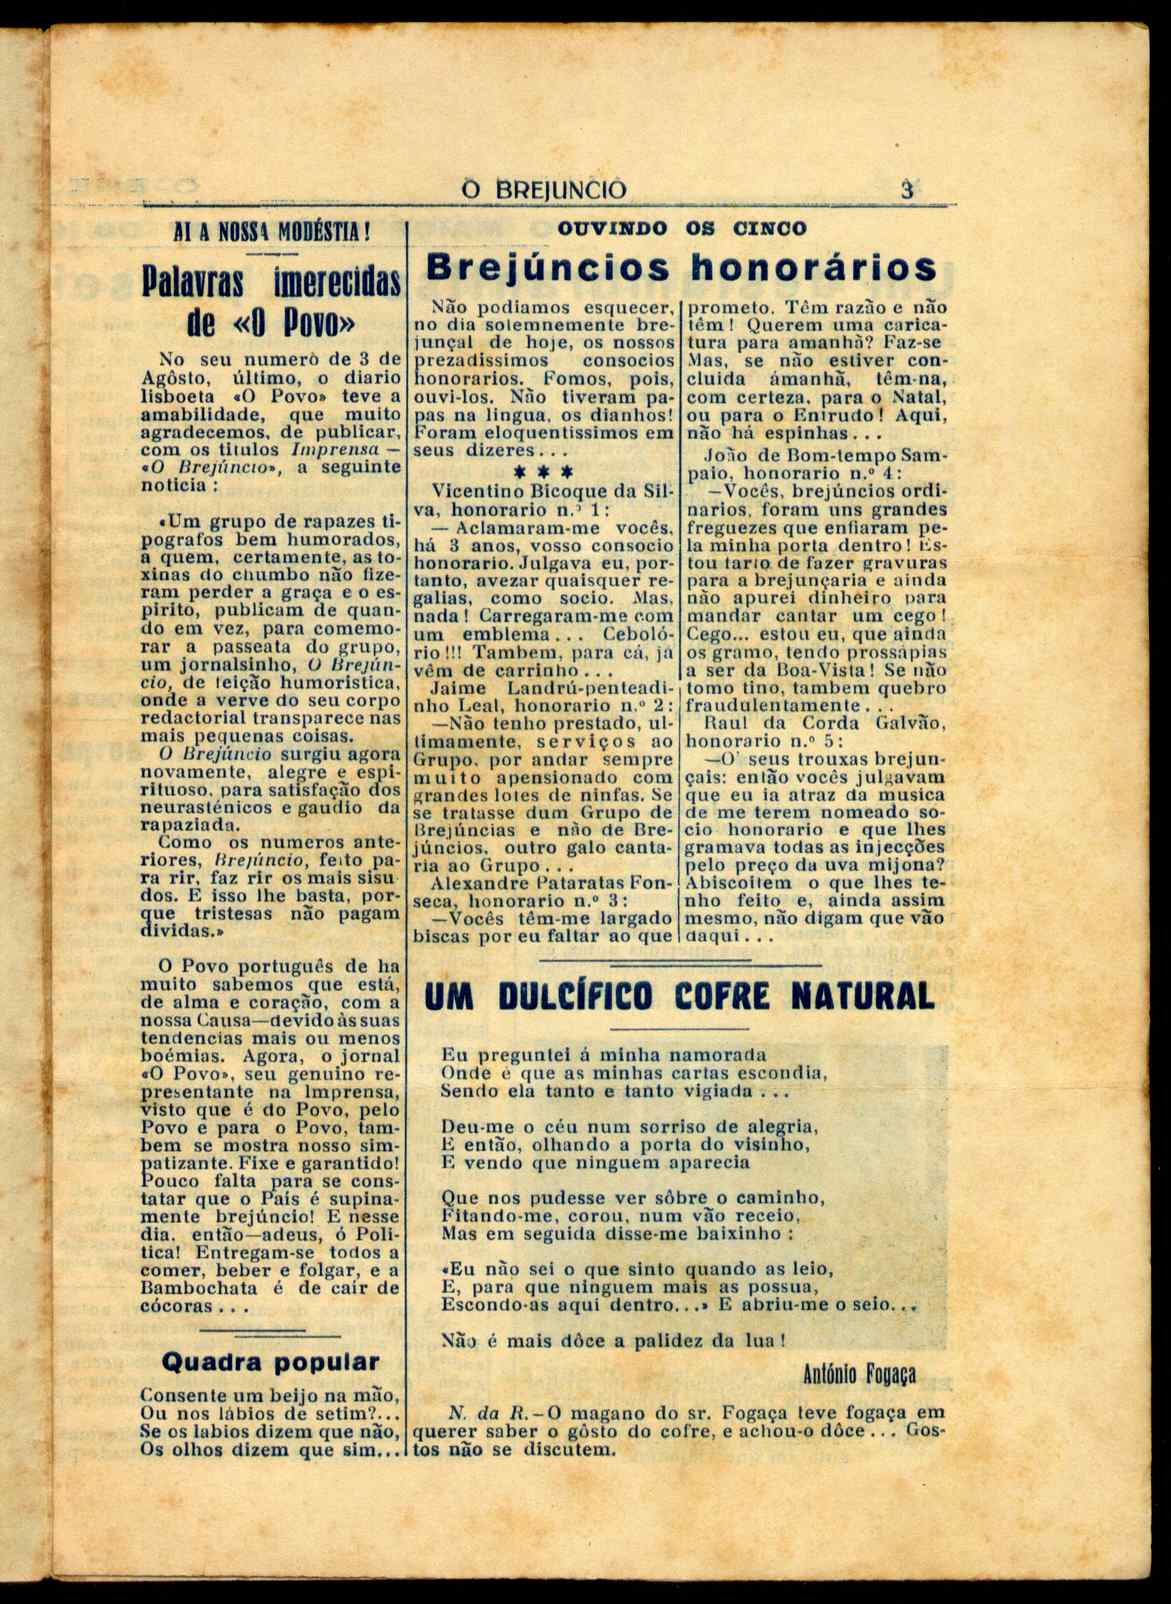 O BREJUNCIO
3
AI A NOSSA MODÉSTIA!
Palavras imerecidas
de «O Povo»
No seu numero de 3 de
Agôsto, último, o diario
lisboeta «O Povo» teve a
amabilidade, que muito
agradecemos, de publicar,
com os titulos Imprensa —
«O Brejúncio», a seguinte
noticia :
«Um grupo de rapazes ti-
pografos bem humorados,
a quem, certamente, as to-
xinas do chumbo não fize-
ram perder a graça e o es-
pirito, publicam de quan-
do em vez, para comemo-
rar a passeata do grupo,
um jornalsinho, O Brejún-
cio, de feição humoristica,
onde a verve do seu corpo
redactorial transparece nas
mais pequenas coisas.
O Brejúncio surgiu agora
novamente, alegre e espi-
rituoso, para satisfação dos
neurasténicos e gaudio da
rapaziada.
Como os numeros ante-
riores, Brejúncio, feito pa-
ra rir, faz rir os mais sisu
dos. E isso lhe basta, por-
que tristesas não pagam
dividas.»
O Povo português de ha
muito sabemos que está,
de alma e coração, com a
nossa Causa—devido às suas
tendencias mais ou menos
boémias. Agora, o jornal
«O Povo», seu genuino re-
presentante na Imprensa,
visto que é do Povo, pelo
Povo e para o Povo, tam-
bem se mostra nosso sim-
patizante. Fixe e garantido!
Pouco falta para se cons-
tatar que o País é supina-
mente brejúncio! E nesse
dia, então—adeus, ó Poli-
tica! Entregam-se todos a
comer, beber e folgar, e a
Bambochata é de caír de
cócoras . . .
Quadra popular
Consente um beijo na mão,
Ou nos lábios de setim?...
Se os labios dizem que não,
Os olhos dizem que sim...
OUVINDO OS CINCO
Brejúncios honorários
Não podiamos esquecer,
no dia solemnemente bre-
junçal de hoje, os nossos
prezadissimos consocios
honorarios. Fomos, pois,
ouvi-los. Não tiveram pa-
pas na lingua, os dianhos!
Foram eloquentissimos em
seus dizeres . . .
* * *
Vicentino Bicoque da Sil-
va, honorario n.º 1 :
— Aclamaram-me vocês,
há 3 anos, vosso consocio
honorario. Julgava eu, por-
tanto, avezar quaisquer re-
galias, como socio. Mas,
nada ! Carregaram-me com
um emblema . . . Ceboló-
rio !!! Tambem, para cá, já
vêm de carrinho . . .
Jaime Landrú-penteadi-
nho Leal, honorario n.º 2 :
—Não tenho prestado, ul-
timamente, serviços ao
Grupo, por andar sempre
muito apensionado com
grandes lotes de ninfas. Se
se tratasse dum Grupo de
Brejúncias e não de Bre-
júncios, outro galo canta-
ria ao Grupo . . .
Alexandre Pataratas Fon-
seca, honorario n.º 3 :
—Vocês têm-me largado
biscas por eu faltar ao que
prometo. Têm razão e não
têm ! Querem uma carica-
tura para amanhã? Faz-se
Mas, se não estiver con-
cluida ámanhã, têm-na,
com certeza, para o Natal,
ou para o Entrudo ! Aqui,
não há espinhas . . .
João de Bom-tempo Sam-
paio, honorario n.º 4 :
—Vocês, brejúncios ordi-
narios, foram uns grandes
freguezes que enfiaram pe-
la minha porta dentro ! Es-
tou farto de fazer gravuras
para a brejunçaria e ainda
não apurei dinheiro para
mandar cantar um cego !
Cego... estou eu, que ainda
os gramo, tendo prossápias
a ser da Boa-Vista ! Se não
tomo tino, tambem quebro
fraudulentamente . . .
Raul da Corda Galvão,
honorario n.º 5 :
—O' seus trouxas brejun-
çais: então vocês julgavam
que eu ia atraz da musica
de me terem nomeado so-
cio honorario e que lhes
gramava todas as injecções
pelo preço da uva mijona?
Abiscoitem o que lhes te-
nho feito e, ainda assim
mesmo, não digam que vão
daqui . . .
UM DULCÍFICO COFRE NATURAL
Eu preguntei á minha namorada
Onde é que as minhas cartas escondia,
Sendo ela tanto e tanto vigiada . . .
Deu-me o céu num sorriso de alegria,
E então, olhando a porta do visinho,
E vendo que ninguem aparecia
Que nos pudesse ver sôbre o caminho,
Fitando-me, corou, num vão receio,
Mas em seguida disse-me baixinho :
«Eu não sei o que sinto quando as leio,
E, para que ninguem mais as possua,
Escondo-as aqui dentro...» E abriu-me o seio...
Não é mais dôce a palidez da lua !
António Fogaça
N. da R.—O magano do sr. Fogaça teve fogaça em
querer saber o gôsto do cofre, e achou-o dôce . . . Gos-
tos não se discutem.